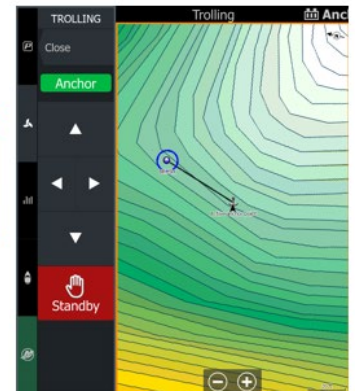 TROLLING
Trolling
Anc
Close
Anchor
Standby